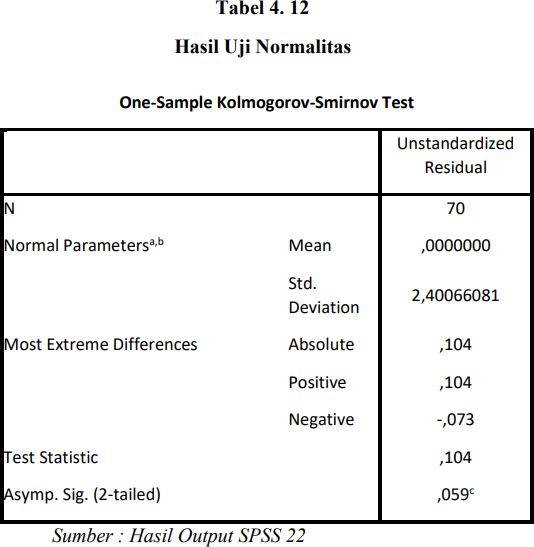 Tabel 4. 12
Hasil Uji Normalitas
One-Sample Kolmogorov-Smirnov Test
Unstandardized
Residual
N 70
Normal Parametersᵃ,ᵇ Mean ,0000000
Std.
Deviation 2,40066081
Most Extreme Differences Absolute ,104
Positive ,104
Negative -,073
Test Statistic ,104
Asymp. Sig. (2-tailed) ,059ᶜ
Sumber : Hasil Output SPSS 22